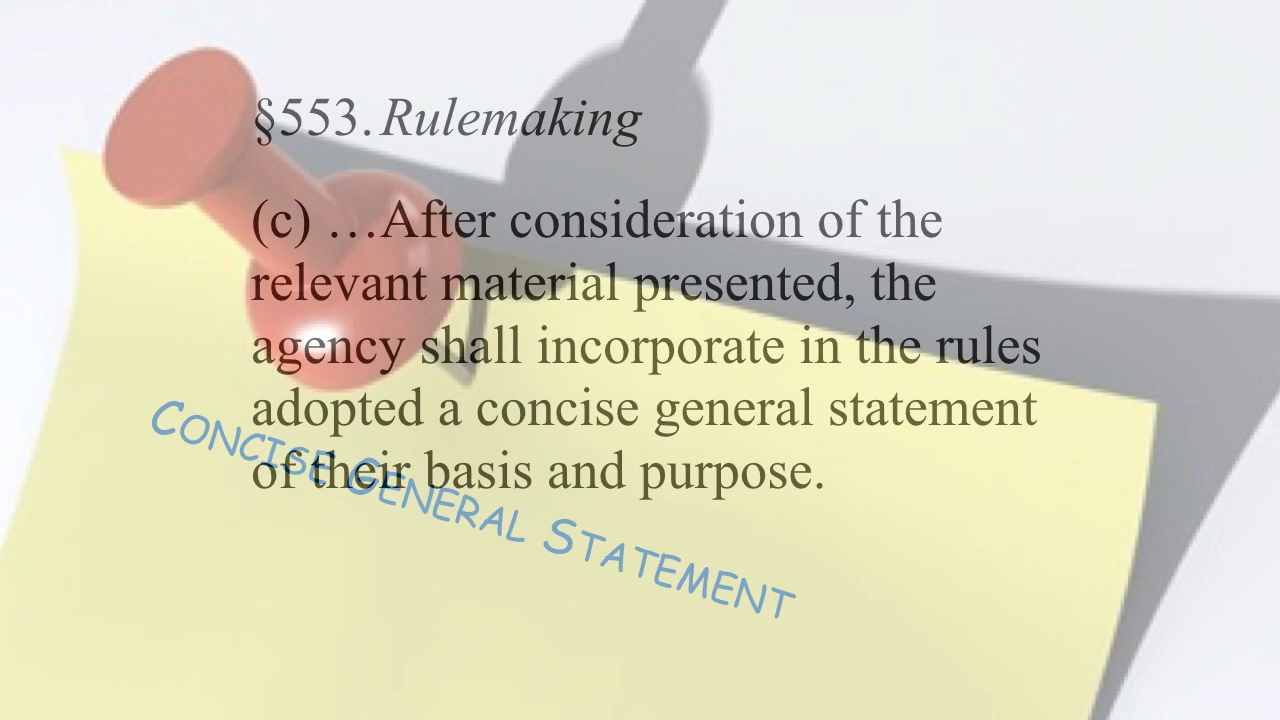 §553. Rulemaking
(c) …After consideration of the
relevant material presented, the
agency shall incorporate in the rules
adopted a concise general statement
of their basis and purpose.
CONCISE GENERAL STATEMENT